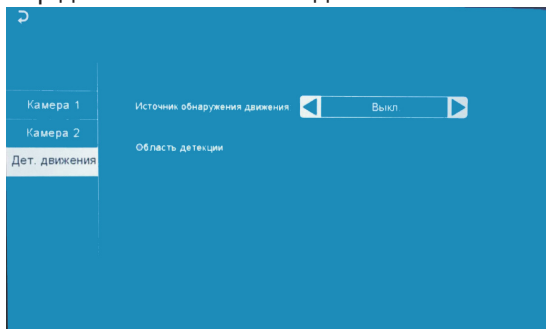 Камера 1
Источник обнаружения движения Выкл
Камера 2
Область детекции
Дет. движения